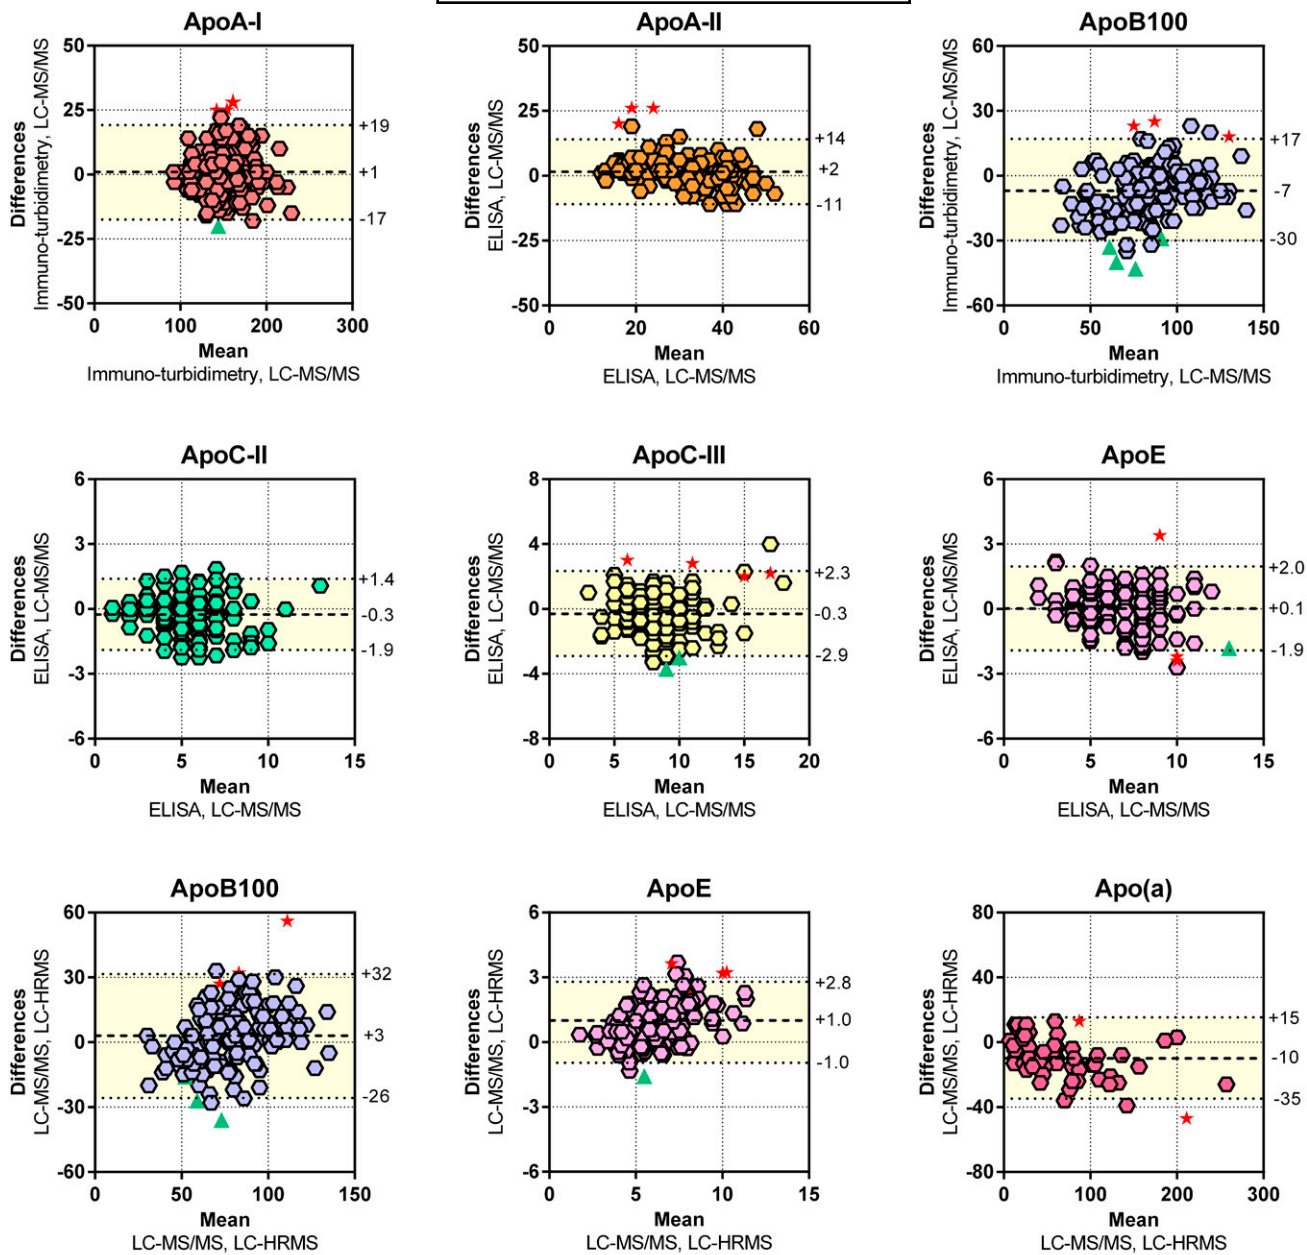 ApoA-I
Differences
Immuno-turbidimetry, LC-MS/MS
50
25
0
-25
-50
+19
+1
-17
0 100 200 300
Mean
Immuno-turbidimetry, LC-MS/MS
ApoA-II
Differences
ELISA, LC-MS/MS
50
25
0
-25
-50
+14
+2
-11
0 20 40 60
Mean
ELISA, LC-MS/MS
ApoB100
Differences
Immuno-turbidimetry, LC-MS/MS
60
30
0
-30
-60
+17
-7
-30
0 50 100 150
Mean
Immuno-turbidimetry, LC-MS/MS
ApoC-II
Differences
ELISA, LC-MS/MS
6
3
0
-3
-6
+1.4
-0.3
-1.9
0 5 10 15
Mean
ELISA, LC-MS/MS
ApoC-III
Differences
ELISA, LC-MS/MS
8
4
0
-4
-8
+2.3
-0.3
-2.9
0 5 10 15 20
Mean
ELISA, LC-MS/MS
ApoE
Differences
ELISA, LC-MS/MS
6
3
0
-3
-6
+2.0
+0.1
-1.9
0 5 10 15
Mean
ELISA, LC-MS/MS
ApoB100
Differences
LC-MS/MS, LC-HRMS
60
30
0
-30
-60
+32
+3
-26
0 50 100 150
Mean
LC-MS/MS, LC-HRMS
ApoE
Differences
LC-MS/MS, LC-HRMS
6
3
0
-3
-6
+2.8
+1.0
-1.0
0 5 10 15
Mean
LC-MS/MS, LC-HRMS
Apo(a)
Differences
LC-MS/MS, LC-HRMS
80
40
0
-40
-80
+15
-10
-35
0 100 200 300
Mean
LC-MS/MS, LC-HRMS